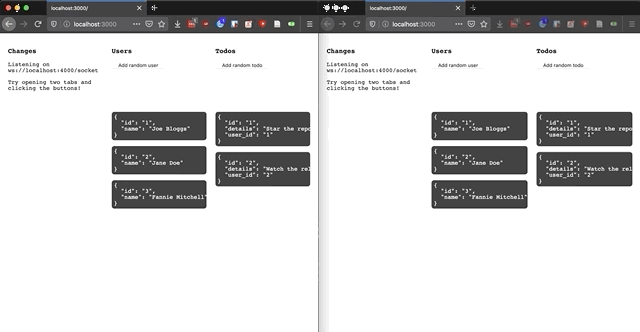 localhost:3000/
localhost:3000
Changes
Listening on
ws://localhost:4000/socket
Try opening two tabs and
clicking the buttons!
Users
Add random user
{
"id": "1",
"name": "Joe Bloggs"
}
{
"id": "2",
"name": "Jane Doe"
}
{
"id": "3",
"name": "Fannie Mitchell"
}
Todos
Add random todo
{
"id": "1",
"details": "Star the repo
"user_id": "1"
}
{
"id": "2",
"details": "Watch the rel
"user_id": "2"
}
localhost:3000/
localhost:3000
Changes
Listening on
ws://localhost:4000/socket
Try opening two tabs and
clicking the buttons!
Users
Add random user
{
"id": "1",
"name": "Joe Bloggs"
}
{
"id": "2",
"name": "Jane Doe"
}
{
"id": "3",
"name": "Fannie Mitchell"
}
Todos
Add random todo
{
"id": "1",
"details": "Star the repo
"user_id": "1"
}
{
"id": "2",
"details": "Watch the rel
"user_id": "2"
}